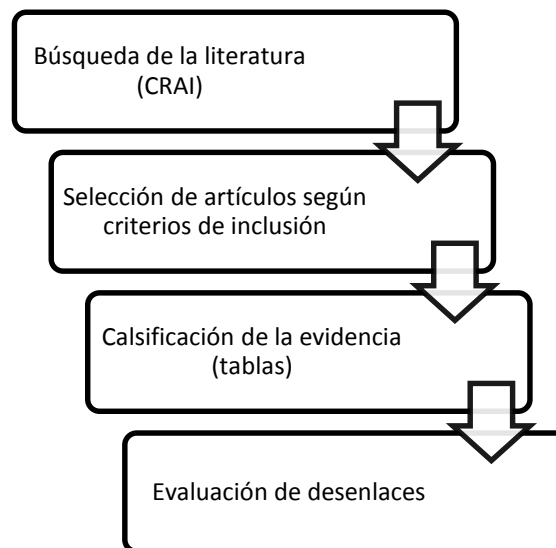 Búsqueda de la literatura
(CRAI)
Selección de artículos según
criterios de inclusión
Calsificación de la evidencia
(tablas)
Evaluación de desenlaces